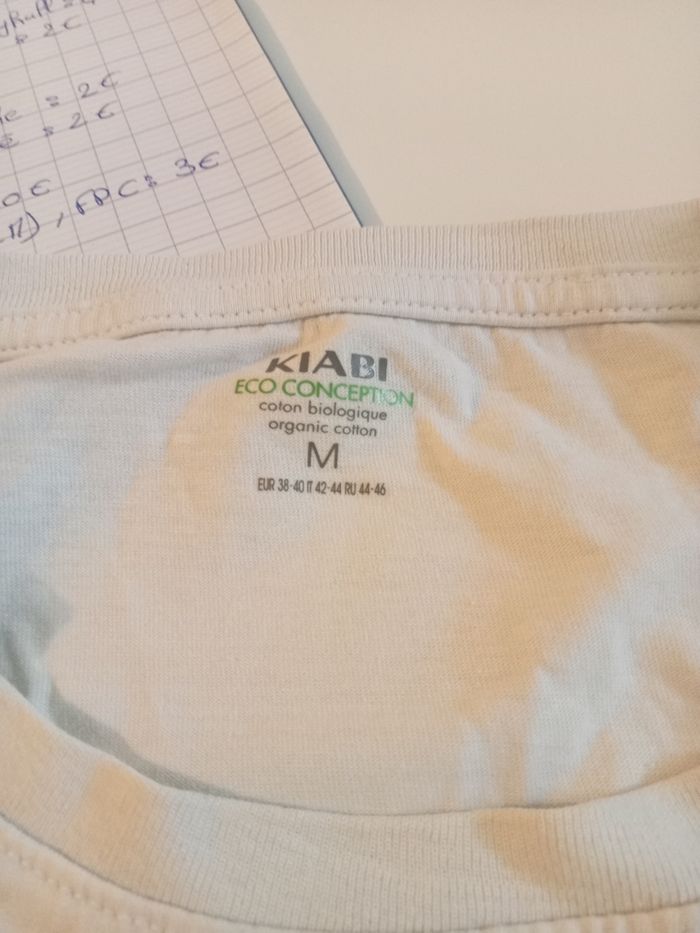 = 2€
= 2€
= 2€
0€
= 3€
KIABI
ECO CONCEPTION
coton biologique
organic cotton
M
EUR 38-40 IT 42-44 RU 44-46